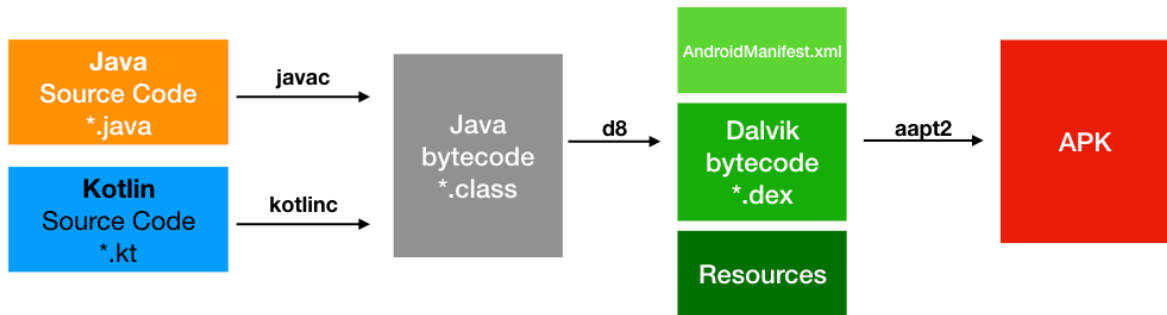 Java
Source Code
*.java
javac
Kotlin
Source Code
*.kt
kotlinc
Java
bytecode
*.class
d8
AndroidManifest.xml
Dalvik
bytecode
*.dex
Resources
aapt2
APK